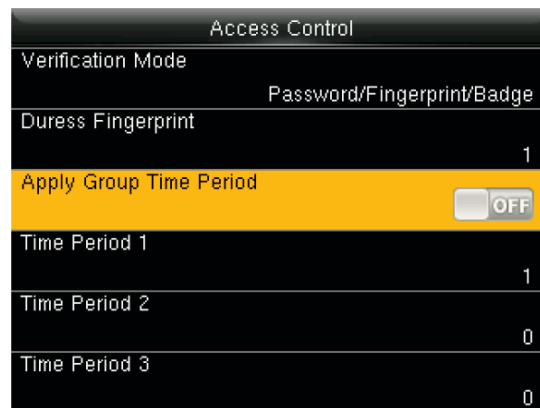 Access Control
Verification Mode
Password/Fingerprint/Badge
Duress Fingerprint
1
Apply Group Time Period
OFF
Time Period 1
1
Time Period 2
0
Time Period 3
0